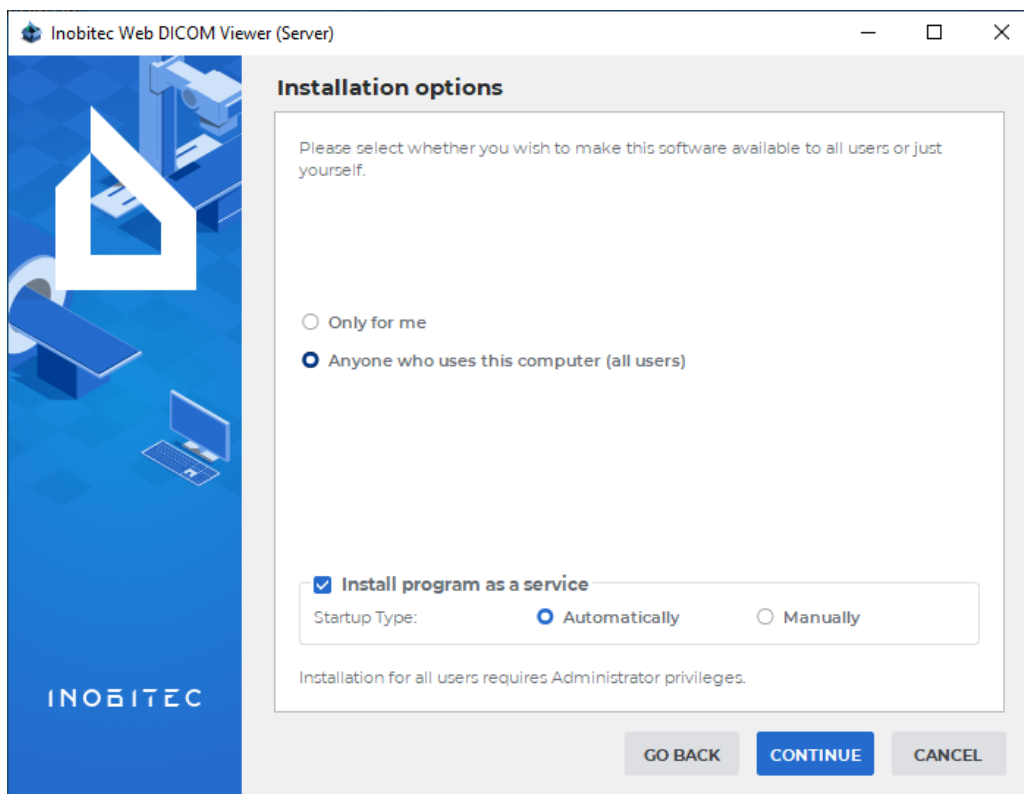 Inobitec Web DICOM Viewer (Server)
Installation options
Please select whether you wish to make this software available to all users or just
yourself.
Only for me
Anyone who uses this computer (all users)
Install program as a service
Startup Type: Automatically Manually
Installation for all users requires Administrator privileges.
INOBITEC
GO BACK CONTINUE CANCEL